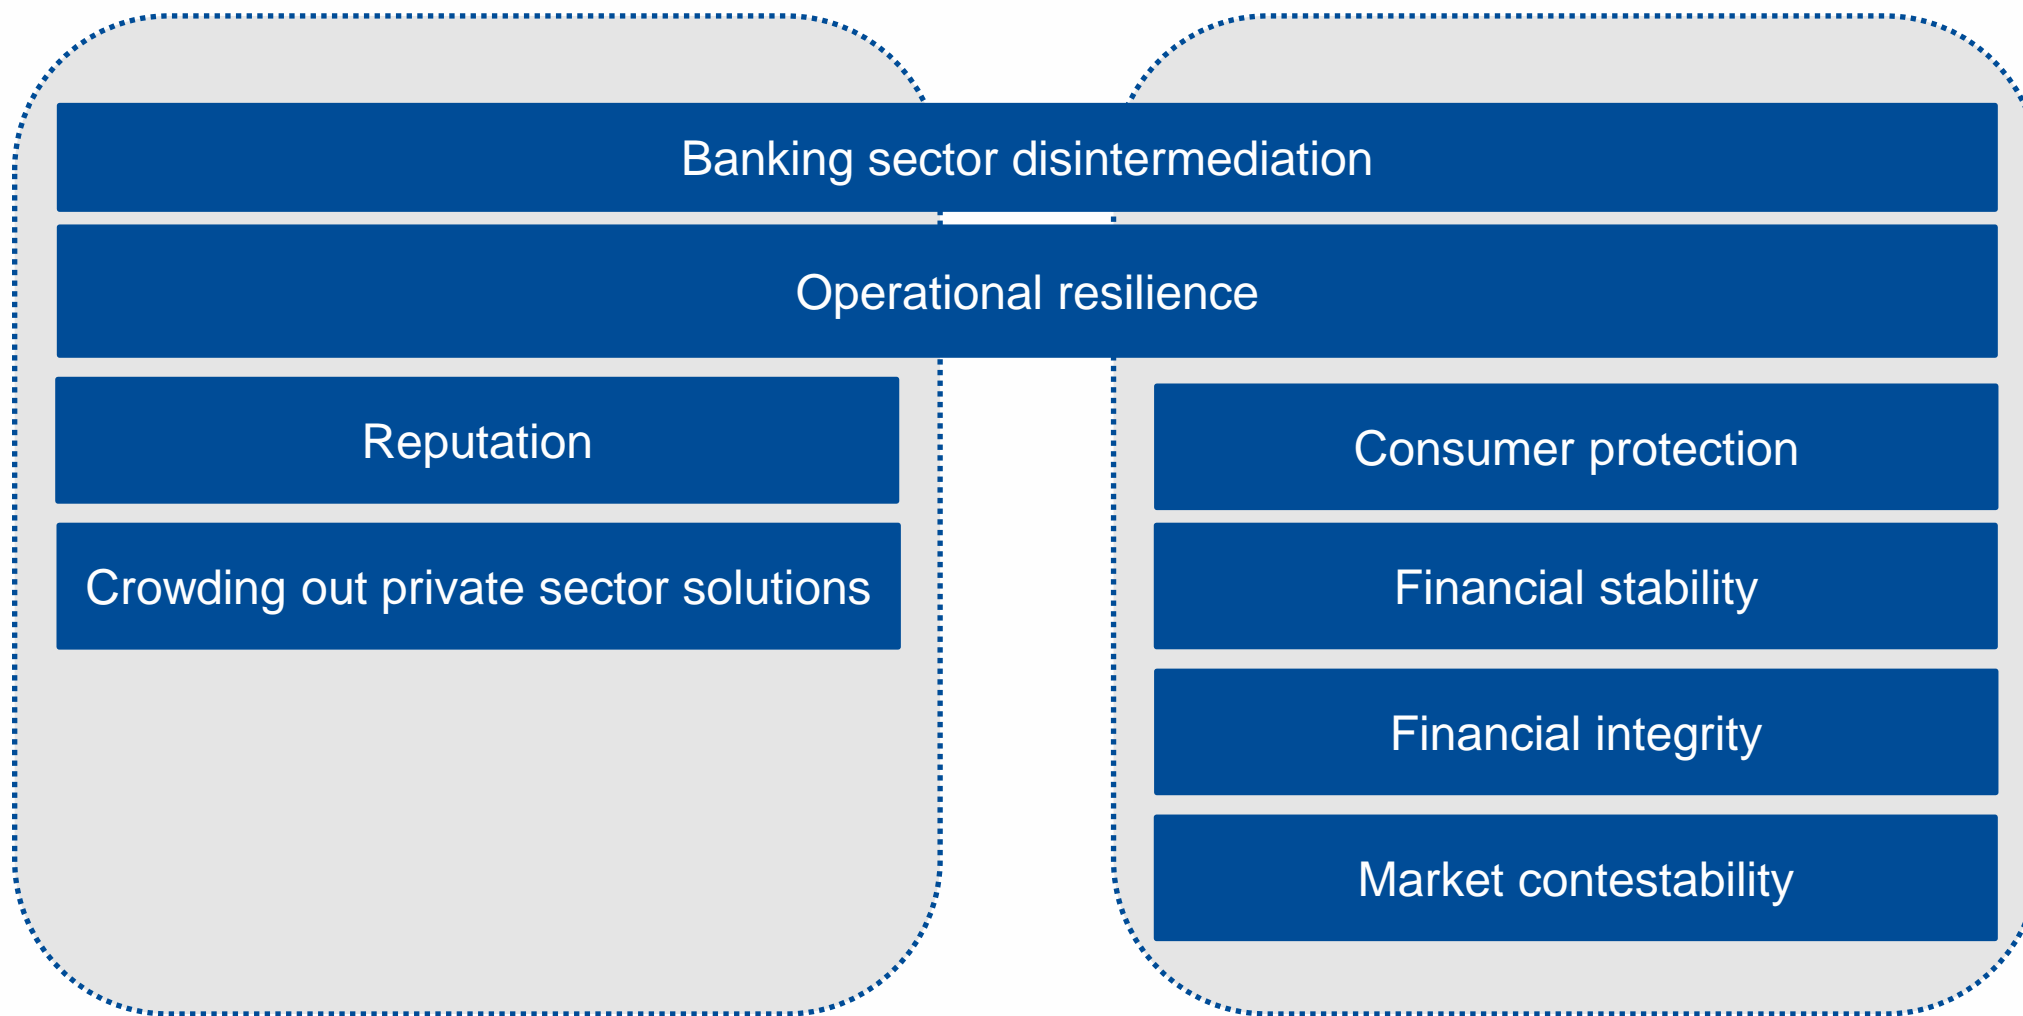 Banking sector disintermediation
Operational resilience
Reputation
Crowding out private sector solutions
Consumer protection
Financial stability
Financial integrity
Market contestability